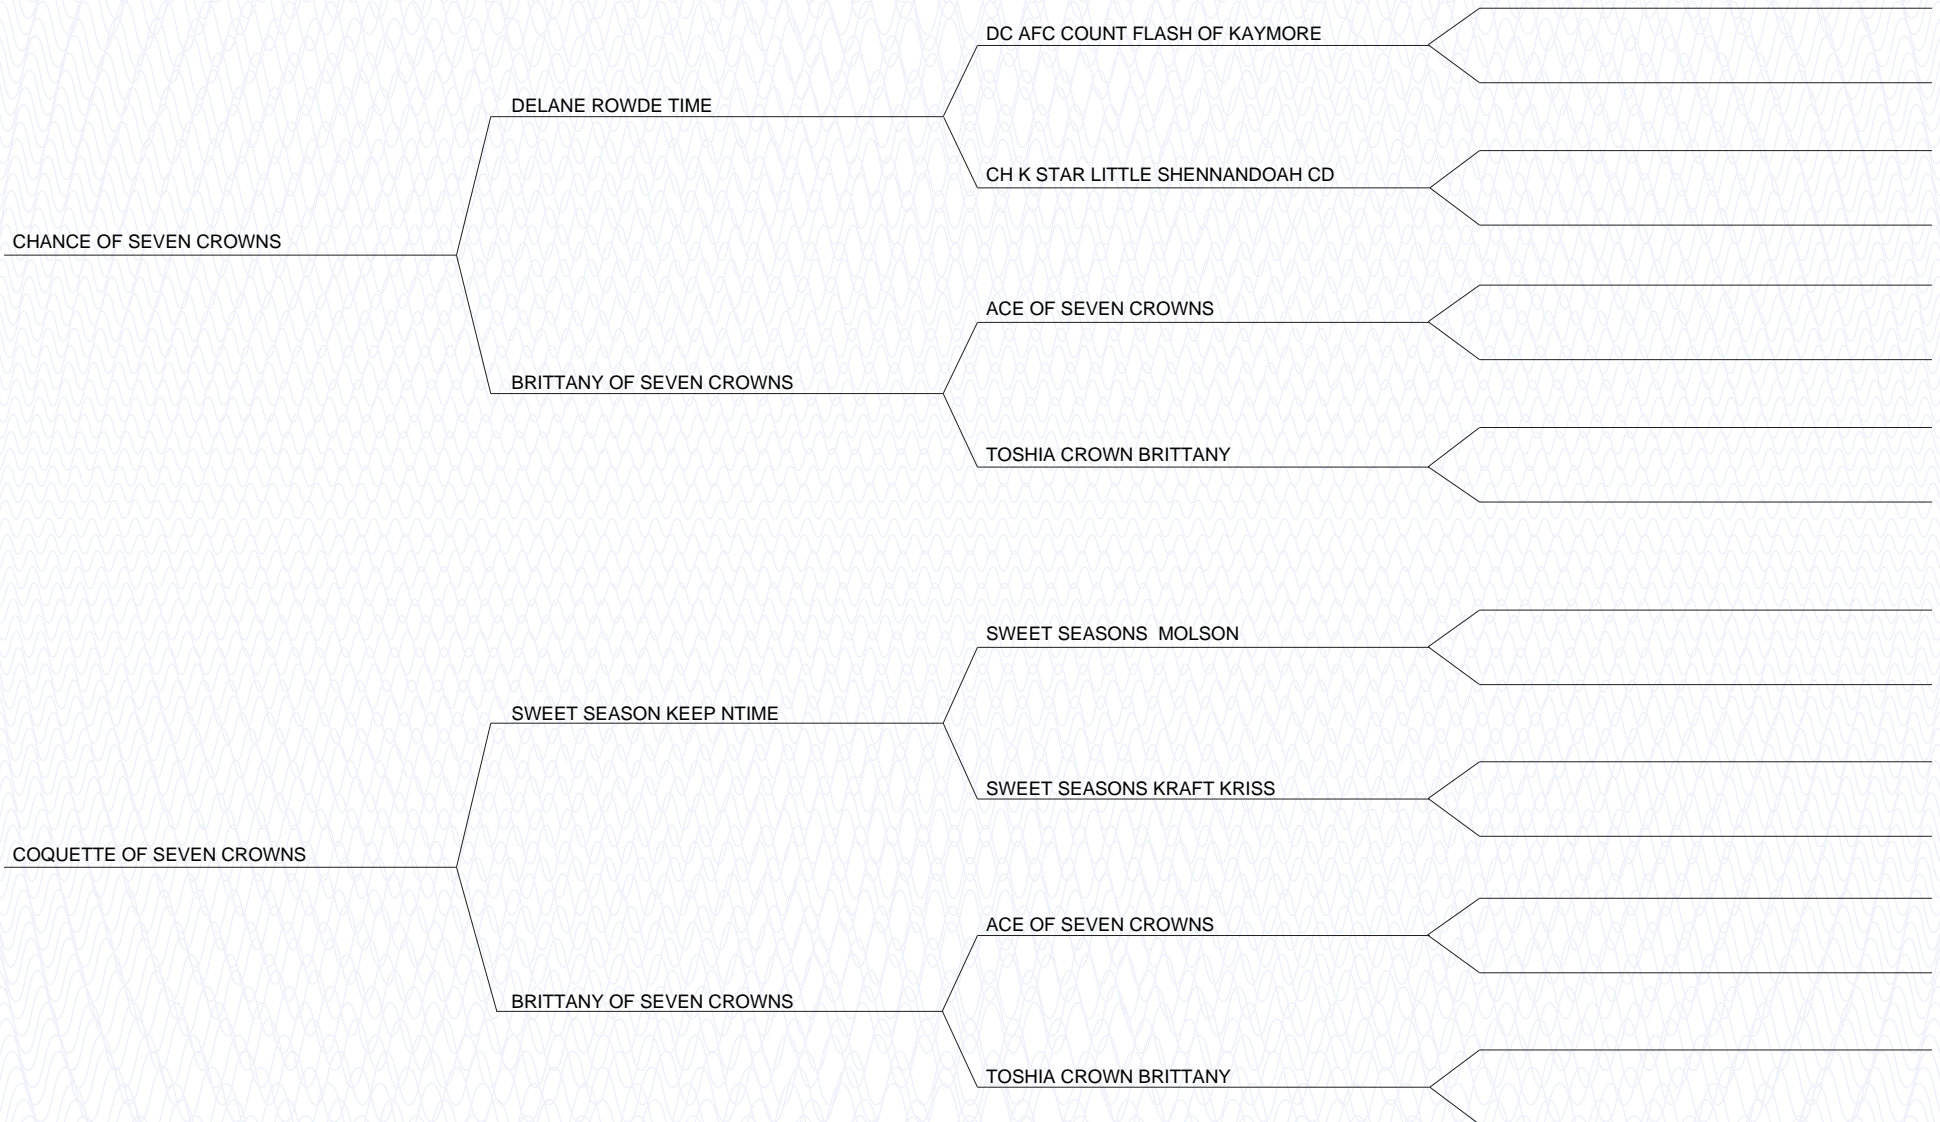 DC AFC COUNT FLASH OF KAYMORE
DELANE ROWDE TIME
CH K STAR LITTLE SHENNANDOAH CD
CHANCE OF SEVEN CROWNS
ACE OF SEVEN CROWNS
BRITTANY OF SEVEN CROWNS
TOSHIA CROWN BRITTANY
SWEET SEASONS  MOLSON
SWEET SEASON KEEP NTIME
SWEET SEASONS KRAFT KRISS
COQUETTE OF SEVEN CROWNS
ACE OF SEVEN CROWNS
BRITTANY OF SEVEN CROWNS
TOSHIA CROWN BRITTANY